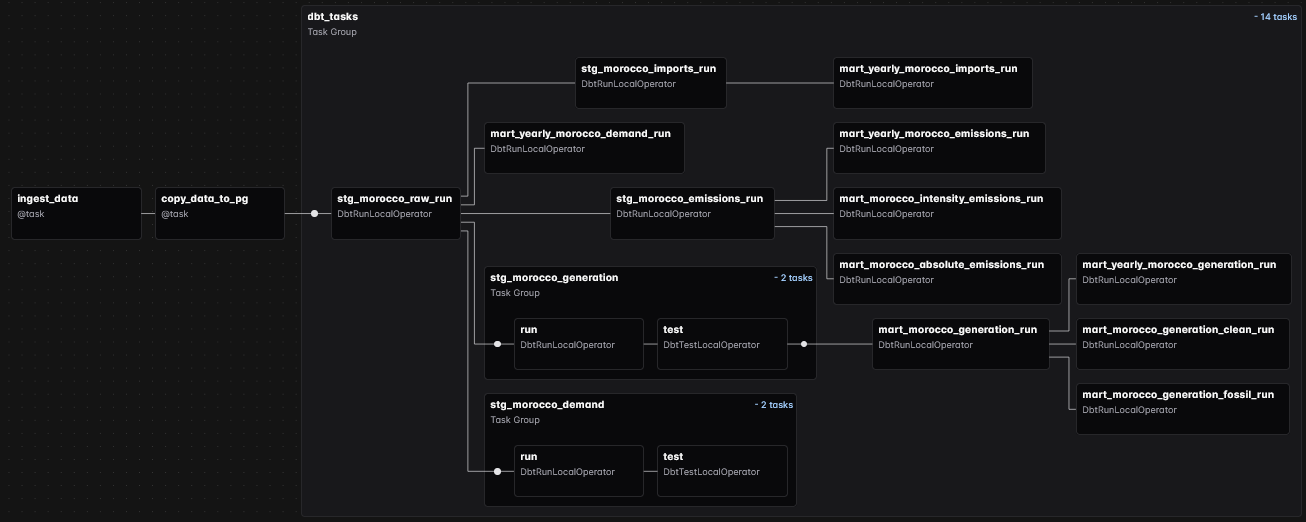 dbt_tasks
- 14 tasks
Task Group
stg_morocco_imports_run
DbtRunLocalOperator
mart_yearly_morocco_imports_run
DbtRunLocalOperator
mart_yearly_morocco_demand_run
DbtRunLocalOperator
mart_yearly_morocco_emissions_run
DbtRunLocalOperator
ingest_data
@task
copy_data_to_pg
@task
stg_morocco_raw_run
DbtRunLocalOperator
stg_morocco_emissions_run
DbtRunLocalOperator
mart_morocco_intensity_emissions_run
DbtRunLocalOperator
mart_morocco_absolute_emissions_run
DbtRunLocalOperator
stg_morocco_generation
- 2 tasks
Task Group
run
DbtRunLocalOperator
test
DbtTestLocalOperator
mart_morocco_generation_run
DbtRunLocalOperator
mart_yearly_morocco_generation_run
DbtRunLocalOperator
mart_morocco_generation_clean_run
DbtRunLocalOperator
mart_morocco_generation_fossil_run
DbtRunLocalOperator
stg_morocco_demand
- 2 tasks
Task Group
run
DbtRunLocalOperator
test
DbtTestLocalOperator